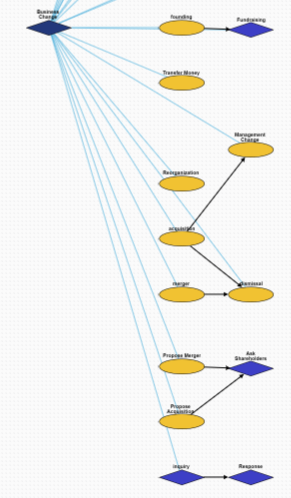 Business
Change
founding
Fundraising
Transfer Money
Management
Change
Reorganization
acquisition
merger
dismissal
Propose Merger
Ask
Shareholders
Propose
Acquisition
inquiry
Response